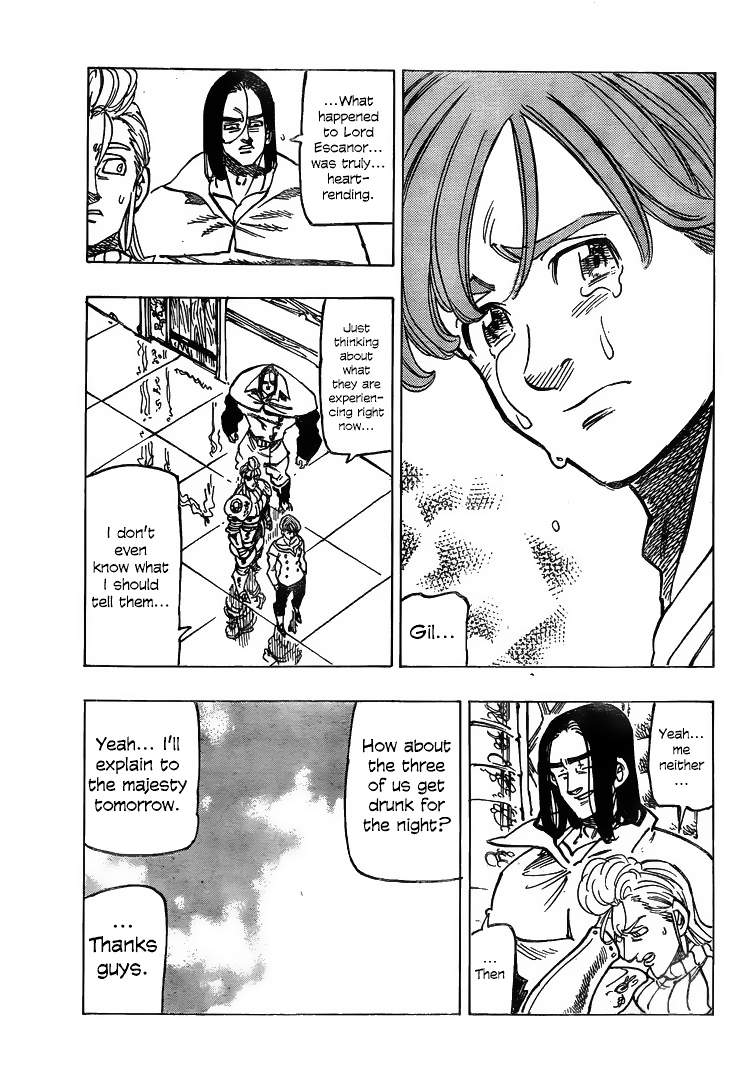 Gil...
...What
happened
to Lord
Escanor...
was truly...
heart-
rending.
Just
thinking
about
what
they are
experien-
cing right
now...
I don't
even
know what
I should
tell them...
Yeah...
me
neither
...
...
Then
How about
the three
of us get
drunk for
the night?
Yeah... I'll
explain to
the majesty
tomorrow.
...
Thanks
guys.